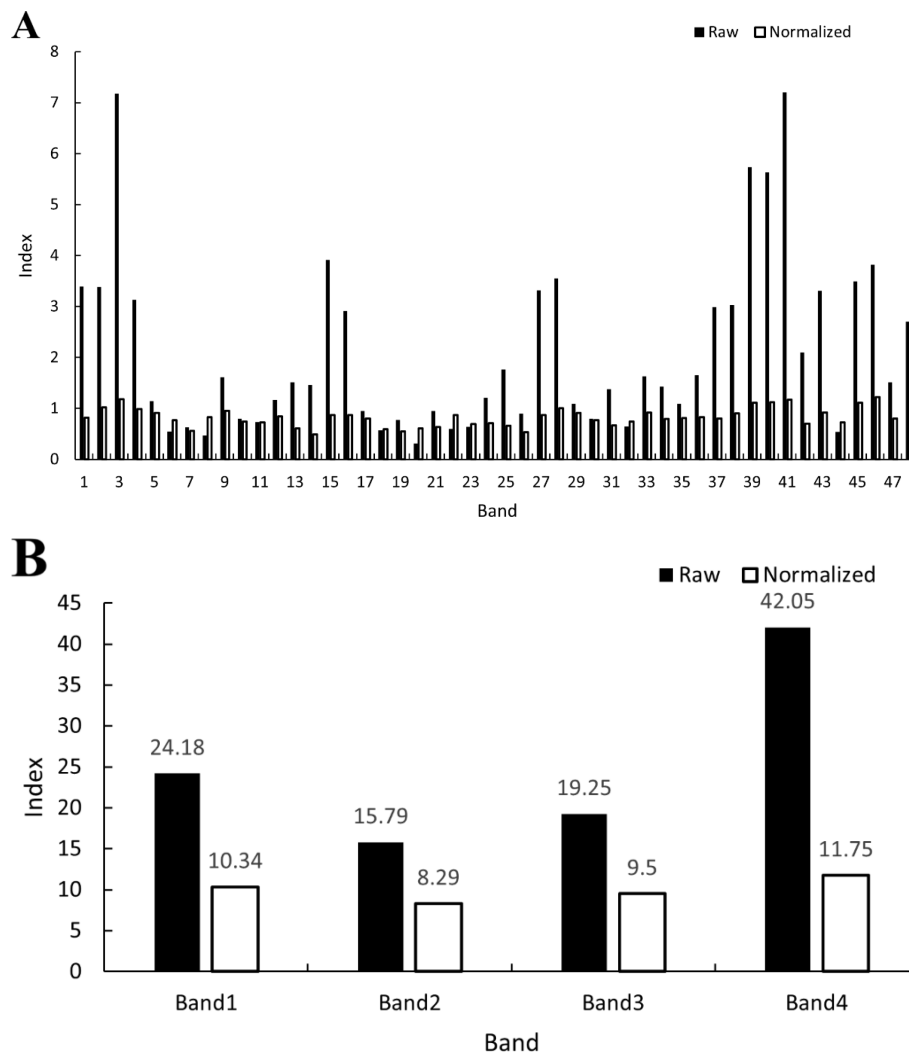 A
Raw Normalized
8
7
6
5
4
3
2
1
0
Index
1 3 5 7 9 11 13 15 17 19 21 23 25 27 29 31 33 35 37 39 41 43 45 47
Band
B
Raw Normalized
45
40
35
30
25
20
15
10
5
0
Index
24.18
10.34
15.79
8.29
19.25
9.5
42.05
11.75
Band1 Band2 Band3 Band4
Band